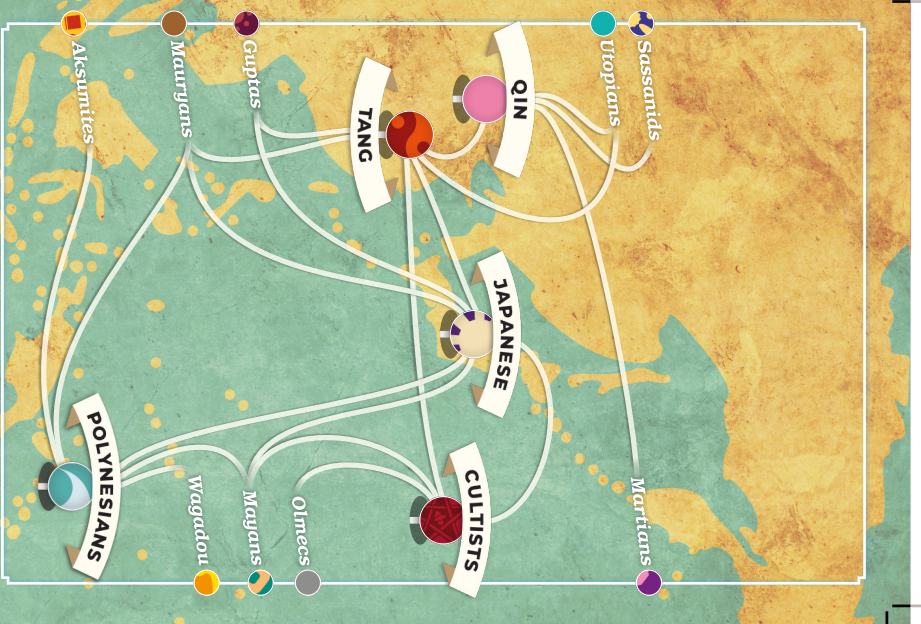 Aksumites
Mauryans
Guptas
Utopians
Sassanids
QIN
TANG
JAPANESE
POLYNESIANS
CULTISTS
Wagadou
Mayans
Olmecs
Martians